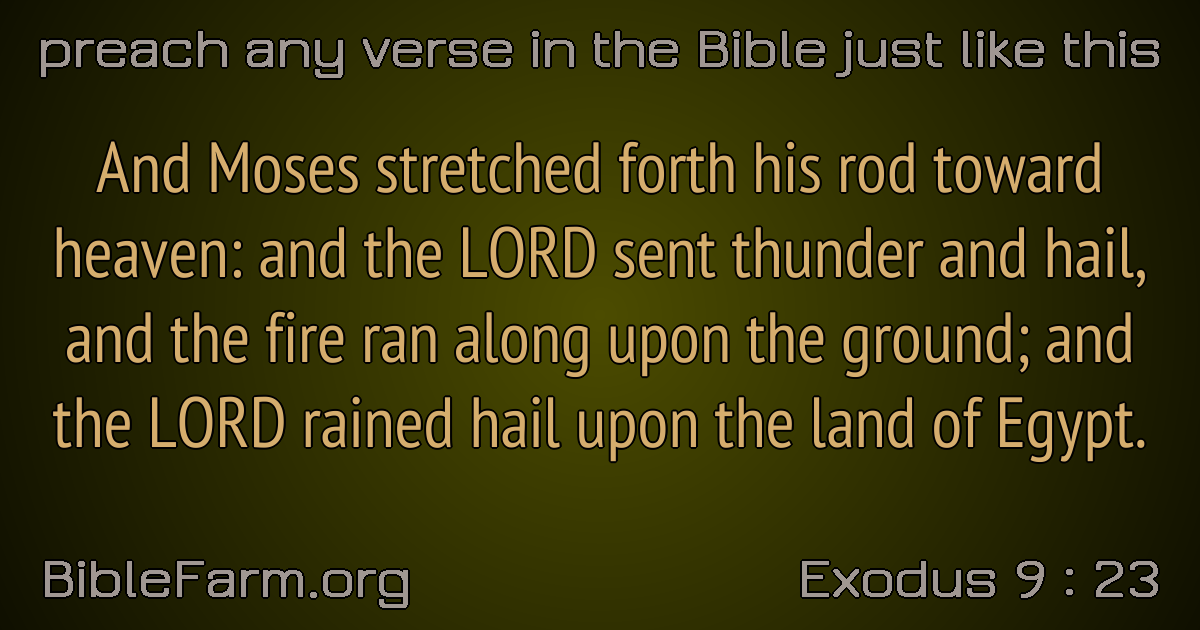 preach any verse in the Bible just like this
And Moses stretched forth his rod toward
heaven: and the LORD sent thunder and hail,
and the fire ran along upon the ground; and
the LORD rained hail upon the land of Egypt.
BibleFarm.org
Exodus 9 : 23